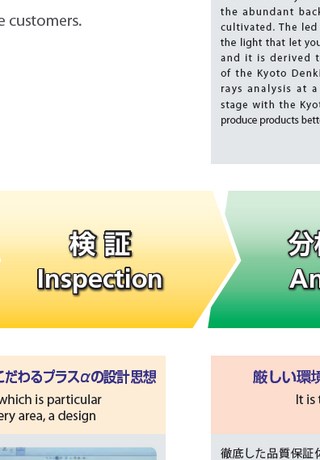 e customers.
the abundant back
cultivated. The led
the light that let you
and it is derived t
of the Kyoto Denki
rays analysis at a
stage with the Kyot
produce products bette
検証
Inspection
分
An
こだわるプラスαの設計思想
which is particular
ery area, a design
厳しい環境
It is t
徹底した品質保証体